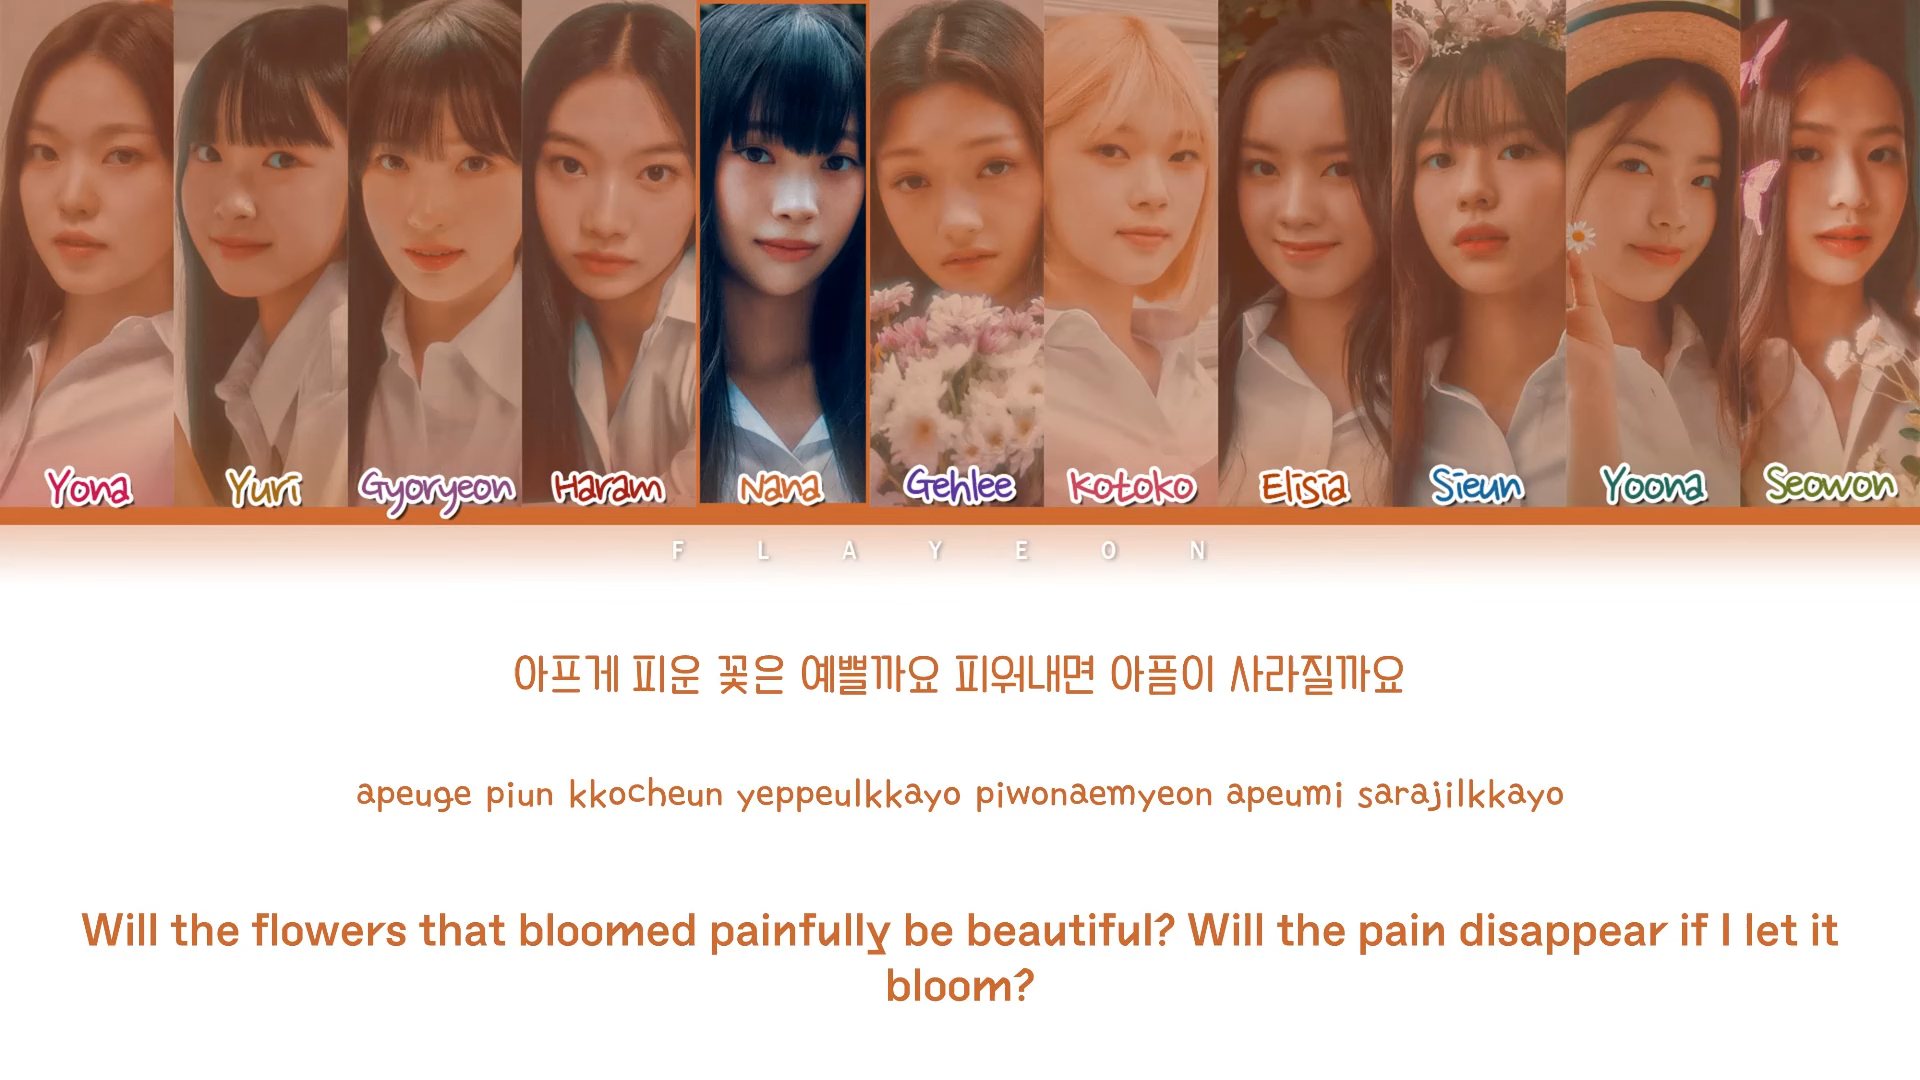 Yona Yuri Gyoryeon Haram Nana Gehlee Kotoko Elisia Sieun Yoona Seowon
FLAYEON
아프게 피운 꽃은 예쁠까요 피워내면 아픔이 사라질까요
apeuge piun kkocheun yeppeulkkayo piwonaemyeon apeumi sarajilkkayo
Will the flowers that bloomed painfully be beautiful? Will the pain disappear if I let it
bloom?